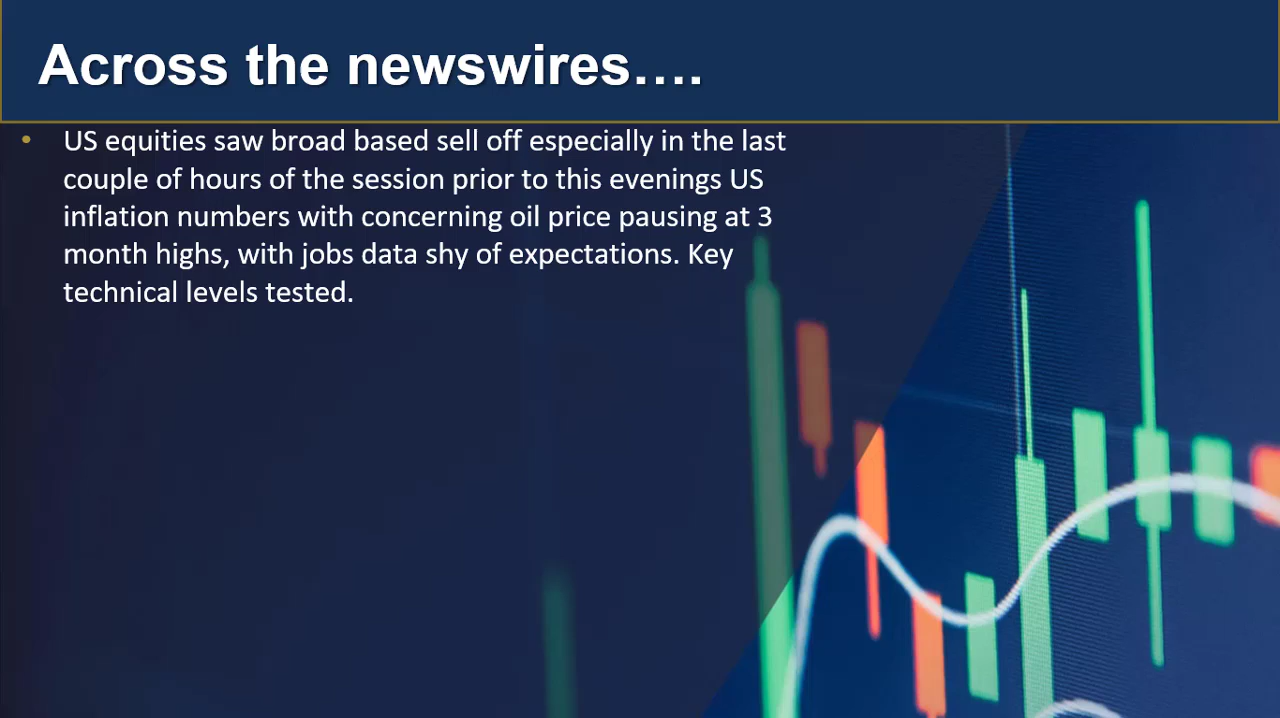 Across the newswires….
• US equities saw broad based sell off especially in the last
couple of hours of the session prior to this evenings US
inflation numbers with concerning oil price pausing at 3
month highs, with jobs data shy of expectations. Key
technical levels tested.